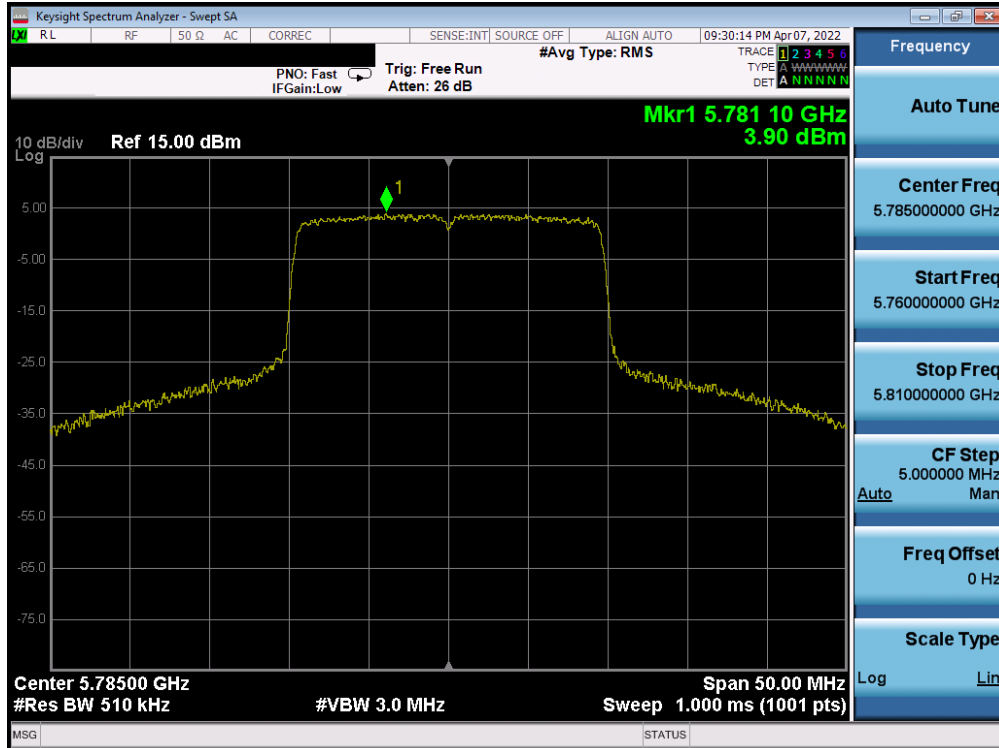 Keysight Spectrum Analyzer - Swept SA
LXI RL RF 50 Ω AC CORREC SENSE:INT SOURCE OFF ALIGN AUTO 09:30:14 PM Apr 07, 2022
#Avg Type: RMS TRACE 1 2 3 4 5 6
PNO: Fast Trig: Free Run TYPE A WWWWW
IFGain:Low Atten: 26 dB DET A N N N N N
Mkr1 5.781 10 GHz
3.90 dBm
10 dB/div Ref 15.00 dBm
Log
1
5.00
-5.00
-15.0
-25.0
-35.0
-45.0
-55.0
-65.0
-75.0
Center 5.78500 GHz Span 50.00 MHz
#Res BW 510 kHz #VBW 3.0 MHz Sweep 1.000 ms (1001 pts)
MSG STATUS
Frequency
Auto Tune
Center Freq
5.785000000 GHz
Start Freq
5.760000000 GHz
Stop Freq
5.810000000 GHz
CF Step
5.000000 MHz
Auto Man
Freq Offset
0 Hz
Scale Type
Log Lin